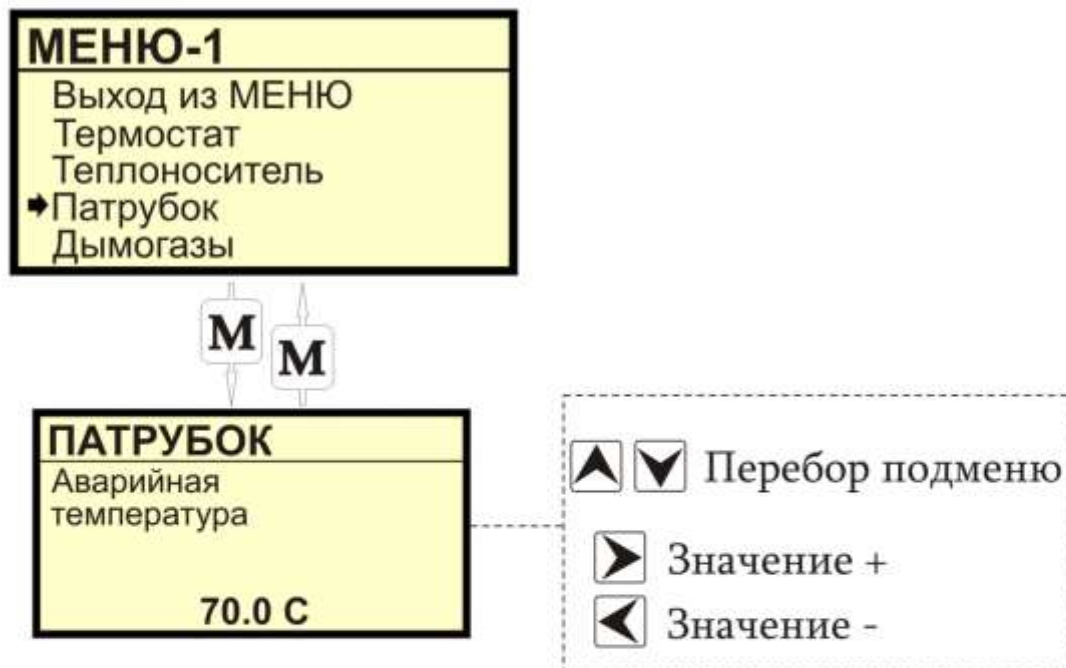 МЕНЮ-1
Выход из МЕНЮ
Термостат
Теплоноситель
Патрубок
Дымогазы
М
М
ПАТРУБОК
Аварийная
температура
70.0 С
Перебор подменю
Значение +
Значение -